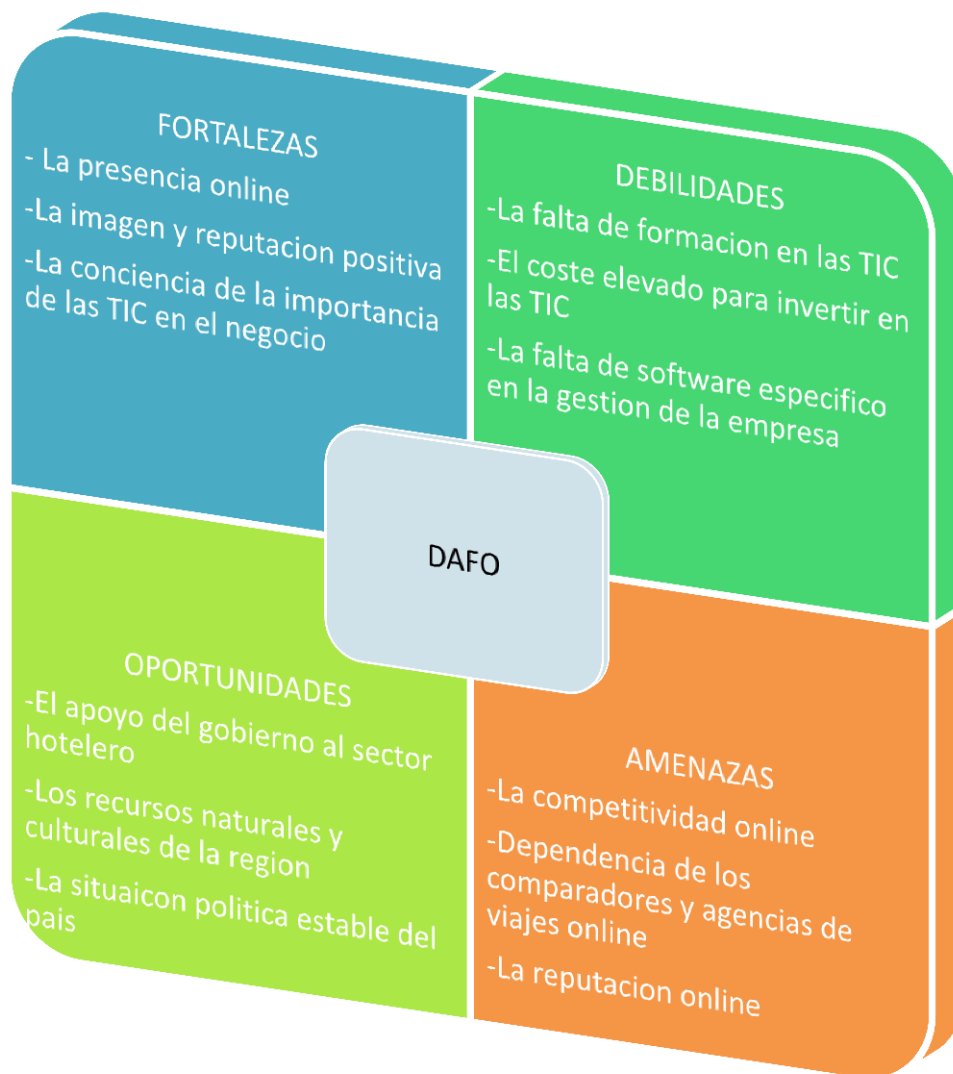 FORTALEZAS
- La presencia online
-La imagen y reputacion positiva
-La conciencia de la importancia
de las TIC en el negocio
DEBILIDADES
-La falta de formacion en las TIC
-El coste elevado para invertir en
las TIC
-La falta de software especifico
en la gestion de la empresa
DAFO
OPORTUNIDADES
-El apoyo del gobierno al sector
hotelero
-Los recursos naturales y
culturales de la region
-La situaicon politica estable del
pais
AMENAZAS
-La competitividad online
-Dependencia de los
comparadores y agencias de
viajes online
-La reputacion online